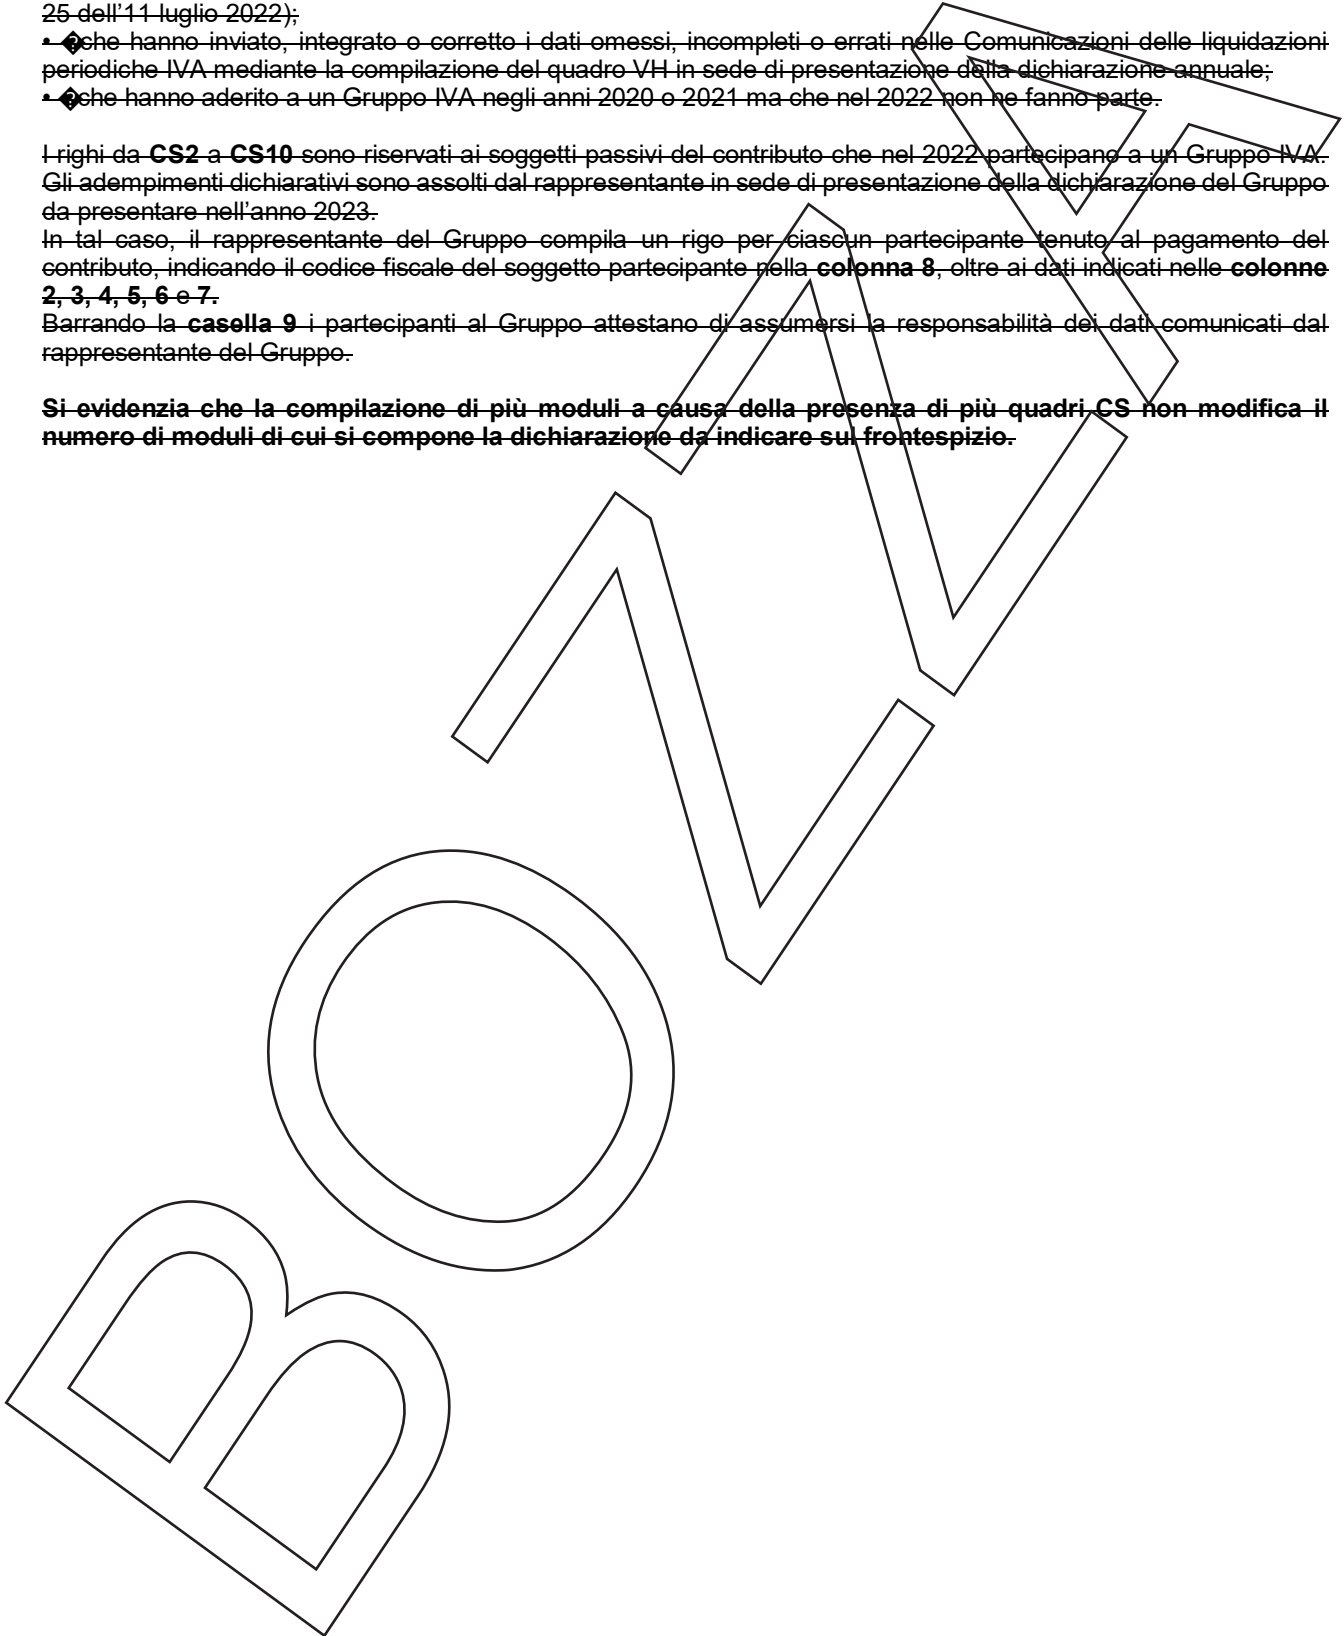 25 dell'11 luglio 2022);
• �che hanno inviato, integrato o corretto i dati omessi, incompleti o errati nelle Comunicazioni delle liquidazioni
periodiche IVA mediante la compilazione del quadro VH in sede di presentazione della dichiarazione annuale;
• �che hanno aderito a un Gruppo IVA negli anni 2020 o 2021 ma che nel 2022 non ne fanno parte.
I righi da CS2 a CS10 sono riservati ai soggetti passivi del contributo che nel 2022 partecipano a un Gruppo IVA.
Gli adempimenti dichiarativi sono assolti dal rappresentante in sede di presentazione della dichiarazione del Gruppo
da presentare nell'anno 2023.
In tal caso, il rappresentante del Gruppo compila un rigo per ciascun partecipante tenuto al pagamento del
contributo, indicando il codice fiscale del soggetto partecipante nella colonna 8, oltre ai dati indicati nelle colonne
2, 3, 4, 5, 6 e 7.
Barrando la casella 9 i partecipanti al Gruppo attestano di assumersi la responsabilità dei dati comunicati dal
rappresentante del Gruppo.
Si evidenzia che la compilazione di più moduli a causa della presenza di più quadri CS non modifica il
numero di moduli di cui si compone la dichiarazione da indicare sul frontespizio.
BOZZA